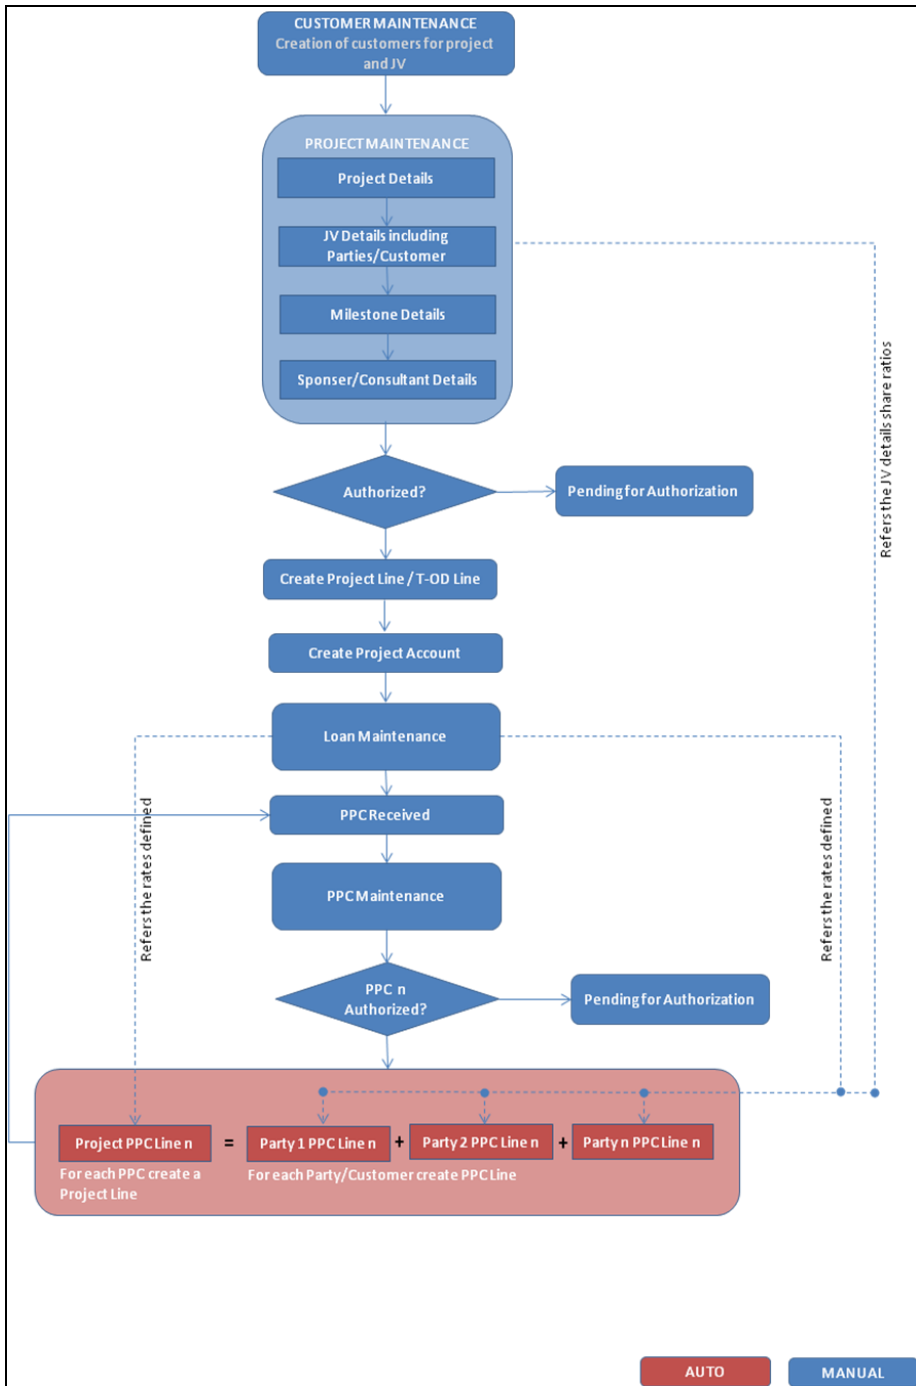 CUSTOMER MAINTENANCE
Creation of customers for project
and JV
PROJECT MAINTENANCE
Project Details
JV Details including
Parties/Customer
Milestone Details
Sponser/Consultant Details
Refers the JV details share ratios
Authorized?
Pending for Authorization
Create Project Line / T-OD Line
Create Project Account
Loan Maintenance
Refers the rates defined
Refers the rates defined
PPC Received
PPC Maintenance
PPC n
Authorized?
Pending for Authorization
Project PPC Line n = Party 1 PPC Line n + Party 2 PPC Line n + Party n PPC Line n
For each PPC create a
Project Line
For each Party/Customer create PPC Line
AUTO
MANUAL